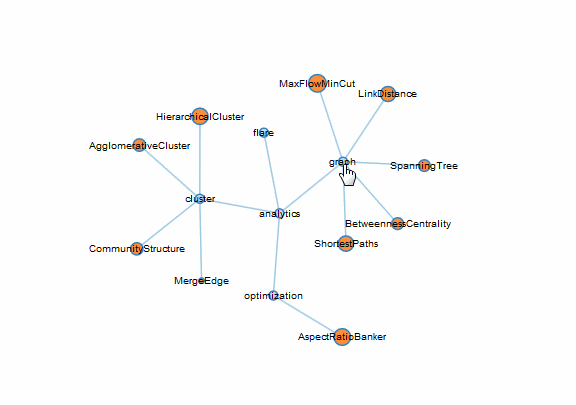 MaxFlowMinCut
LinkDistance
HierarchicalCluster
flare
AgglomerativeCluster
graph
SpanningTree
cluster
analytics
BetweennessCentrality
ShortestPaths
CommunityStructure
MergeEdge
optimization
AspectRatioBanker